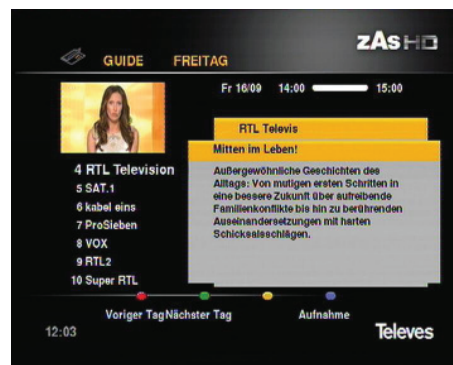 zAs HD
GUIDE FREITAG
Fr 16/09 14:00 15:00
RTL Televis
Mitten im Leben!
Außergewöhnliche Geschichten des
Alltags: Von mutigen ersten Schritten in
eine bessere Zukunft über aufreibende
Familienkonflikte bis hin zu berührenden
Auseinandersetzungen mit harten
Schicksalsschlägen.
4 RTL Television
5 SAT.1
6 kabel eins
7 ProSieben
8 VOX
9 RTL2
10 Super RTL
Voriger Tag Nächster Tag Aufnahme
12:03 Televes